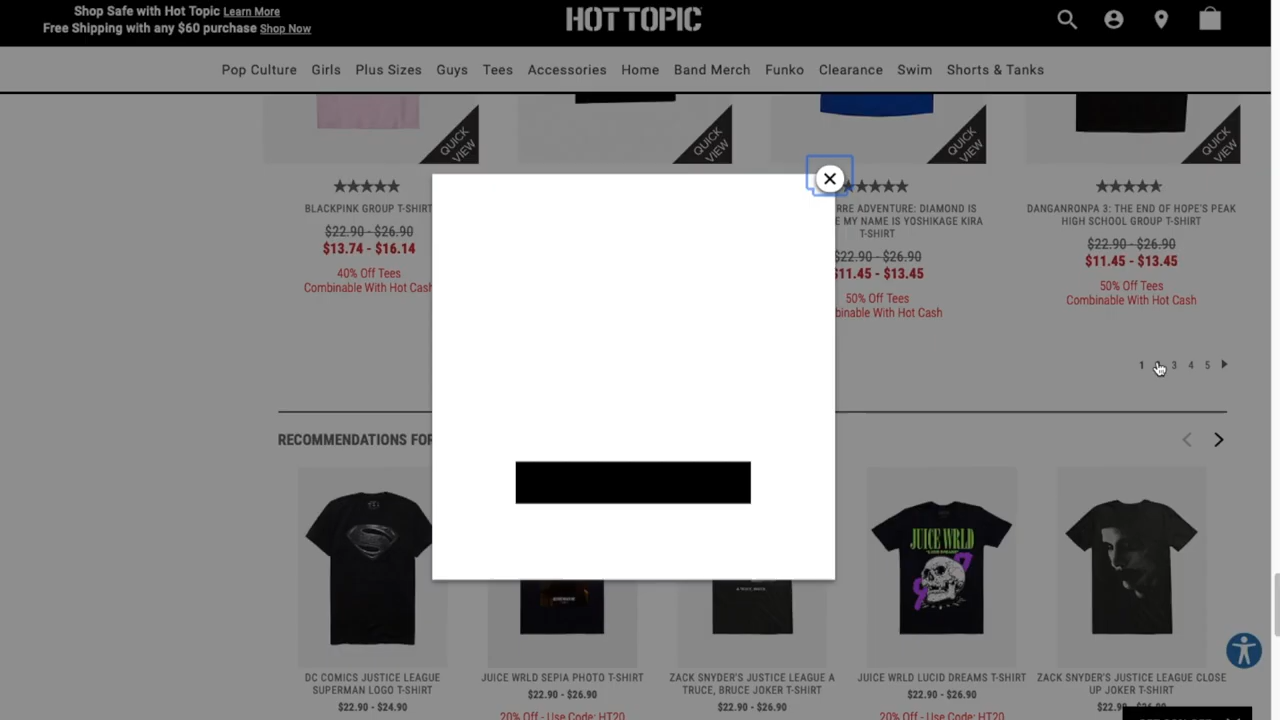 Shop Safe with Hot Topic Learn More
Free Shipping with any $60 purchase Shop Now
HOT TOPIC
Pop Culture Girls Plus Sizes Guys Tees Accessories Home Band Merch Funko Clearance Swim Shorts & Tanks
QUICK VIEW
QUICK VIEW
QUICK VIEW
QUICK VIEW
BLACKPINK GROUP T-SHIRT
$22.90 - $26.90
$13.74 - $16.14
40% Off Tees
Combinable With Hot Cash
ADVENTURE: DIAMOND IS
MY NAME IS YOSHIKAGE KIRA
T-SHIRT
$22.90 - $26.90
$11.45 - $13.45
50% Off Tees
With Hot Cash
DANGANRONPA 3: THE END OF HOPE'S PEAK
HIGH SCHOOL GROUP T-SHIRT
$22.90 - $26.90
$11.45 - $13.45
50% Off Tees
Combinable With Hot Cash
1 3 4 5
RECOMMENDATIONS FOR
JUICE WRLD
DC COMICS JUSTICE LEAGUE
SUPERMAN LOGO T-SHIRT
$22.90 - $24.90
JUICE WRLD SEPIA PHOTO T-SHIRT
$22.90 - $26.90
20% Off - Use Code: HT20
ZACK SNYDER'S JUSTICE LEAGUE A
TRUCE, BRUCE JOKER T-SHIRT
$22.90 - $26.90
JUICE WRLD LUCID DREAMS T-SHIRT
$22.90 - $26.90
20% Off - Use Code: HT20
ZACK SNYDER'S JUSTICE LEAGUE CLOSE
UP JOKER T-SHIRT